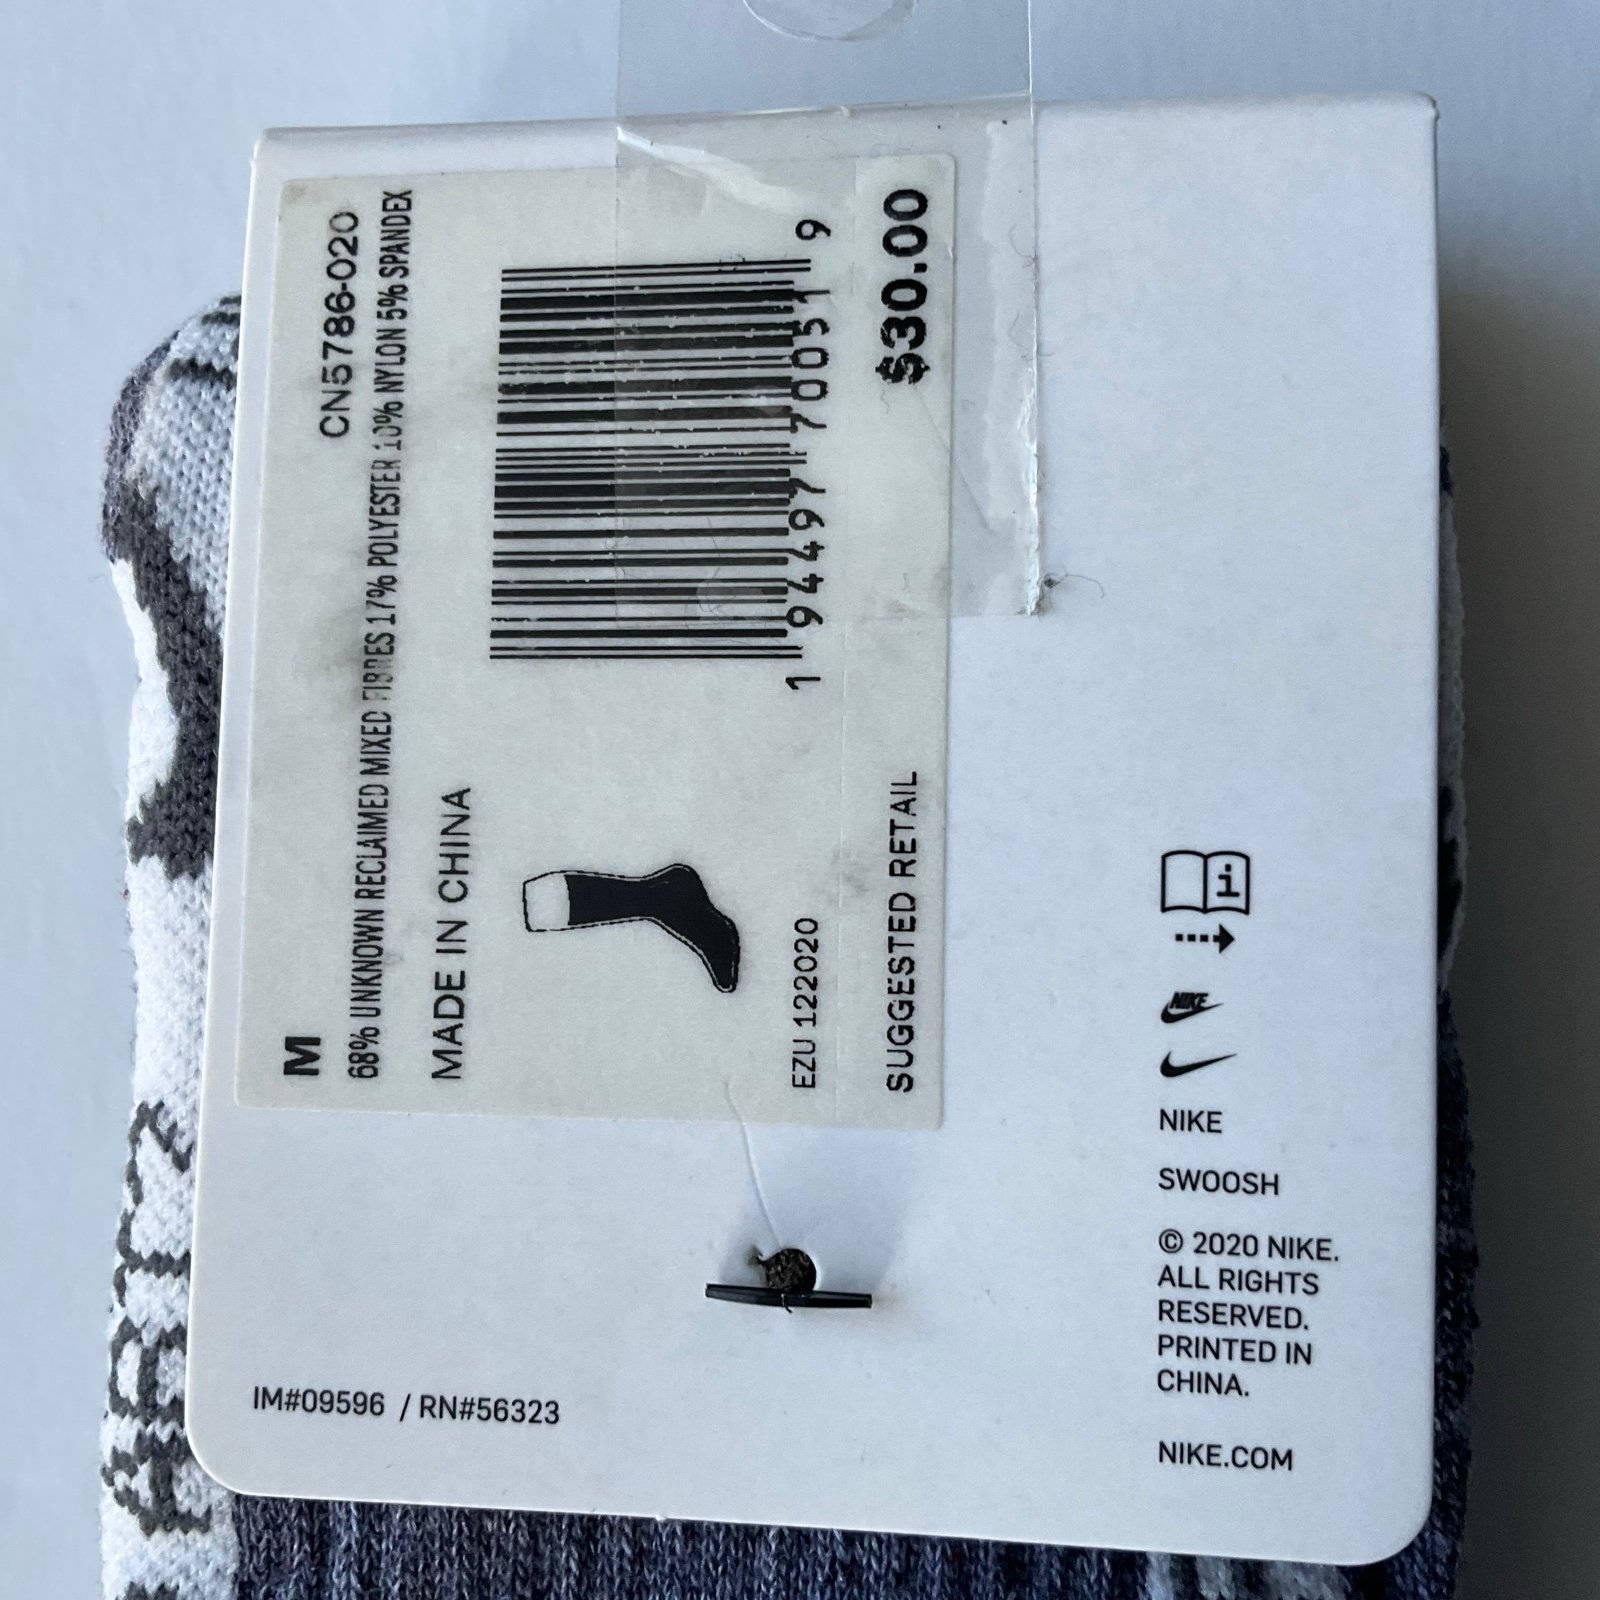 M CN5786-020
68% UNKNOWN RECLAIMED MIXED FIBRES 17% POLYESTER 10% NYLON 5% SPANDEX
MADE IN CHINA
1 94497 70051 9
EZU 122020
SUGGESTED RETAIL $30.00
i
NIKE
NIKE
SWOOSH
© 2020 NIKE.
ALL RIGHTS
RESERVED.
PRINTED IN
CHINA.
NIKE.COM
IM#09596 / RN#56323